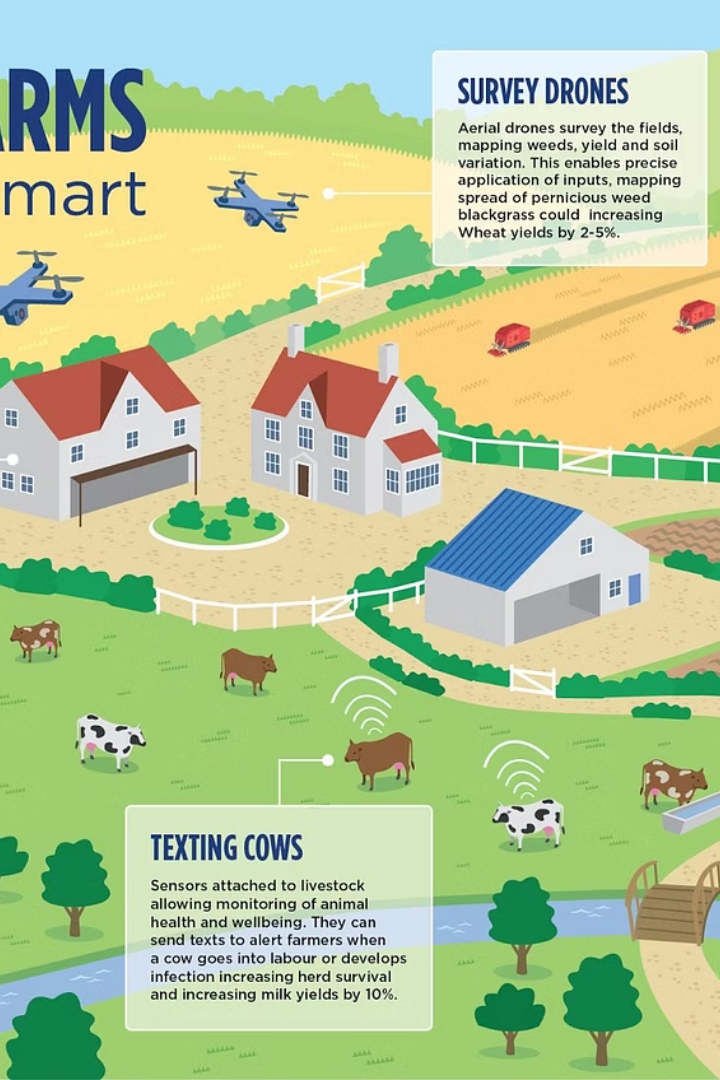 ARMS
mart
SURVEY DRONES
Aerial drones survey the fields,
mapping weeds, yield and soil
variation. This enables precise
application of inputs, mapping
spread of pernicious weed
blackgrass could  increasing
Wheat yields by 2-5%.
TEXTING COWS
Sensors attached to livestock
allowing monitoring of animal
health and wellbeing. They can
send texts to alert farmers when
a cow goes into labour or develops
infection increasing herd survival
and increasing milk yields by 10%.